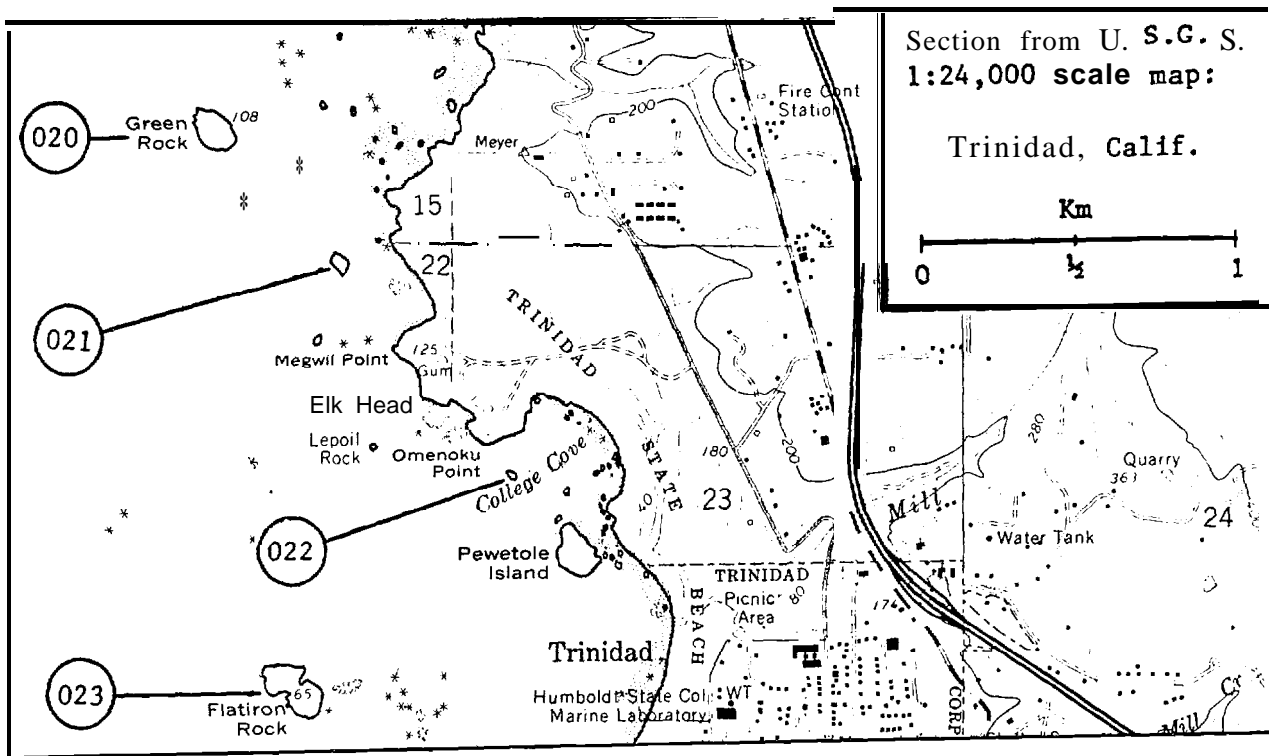 Section from U. S.G. S.
1:24,000 scale map:
Trinidad, Calif.
Km
0 ½ 1
020
Green
Rock
108
Meyer
200
Fire Cont
Station
15
22
021
Megwil Point
125
Gum
TRINIDAD
STATE
BEACH
Elk Head
Lepoil
Rock
Omenoku
Point
College Cove
180
200
280
Quarry
363
40
23
Mill
24
022
Pewetole
Island
Water Tank
TRINIDAD
Picnic
Area
80
174
Trinidad
023
65
Flatiron
Rock
Humboldt State Col
Marine Laboratory
WT
CORP
Mill Cr